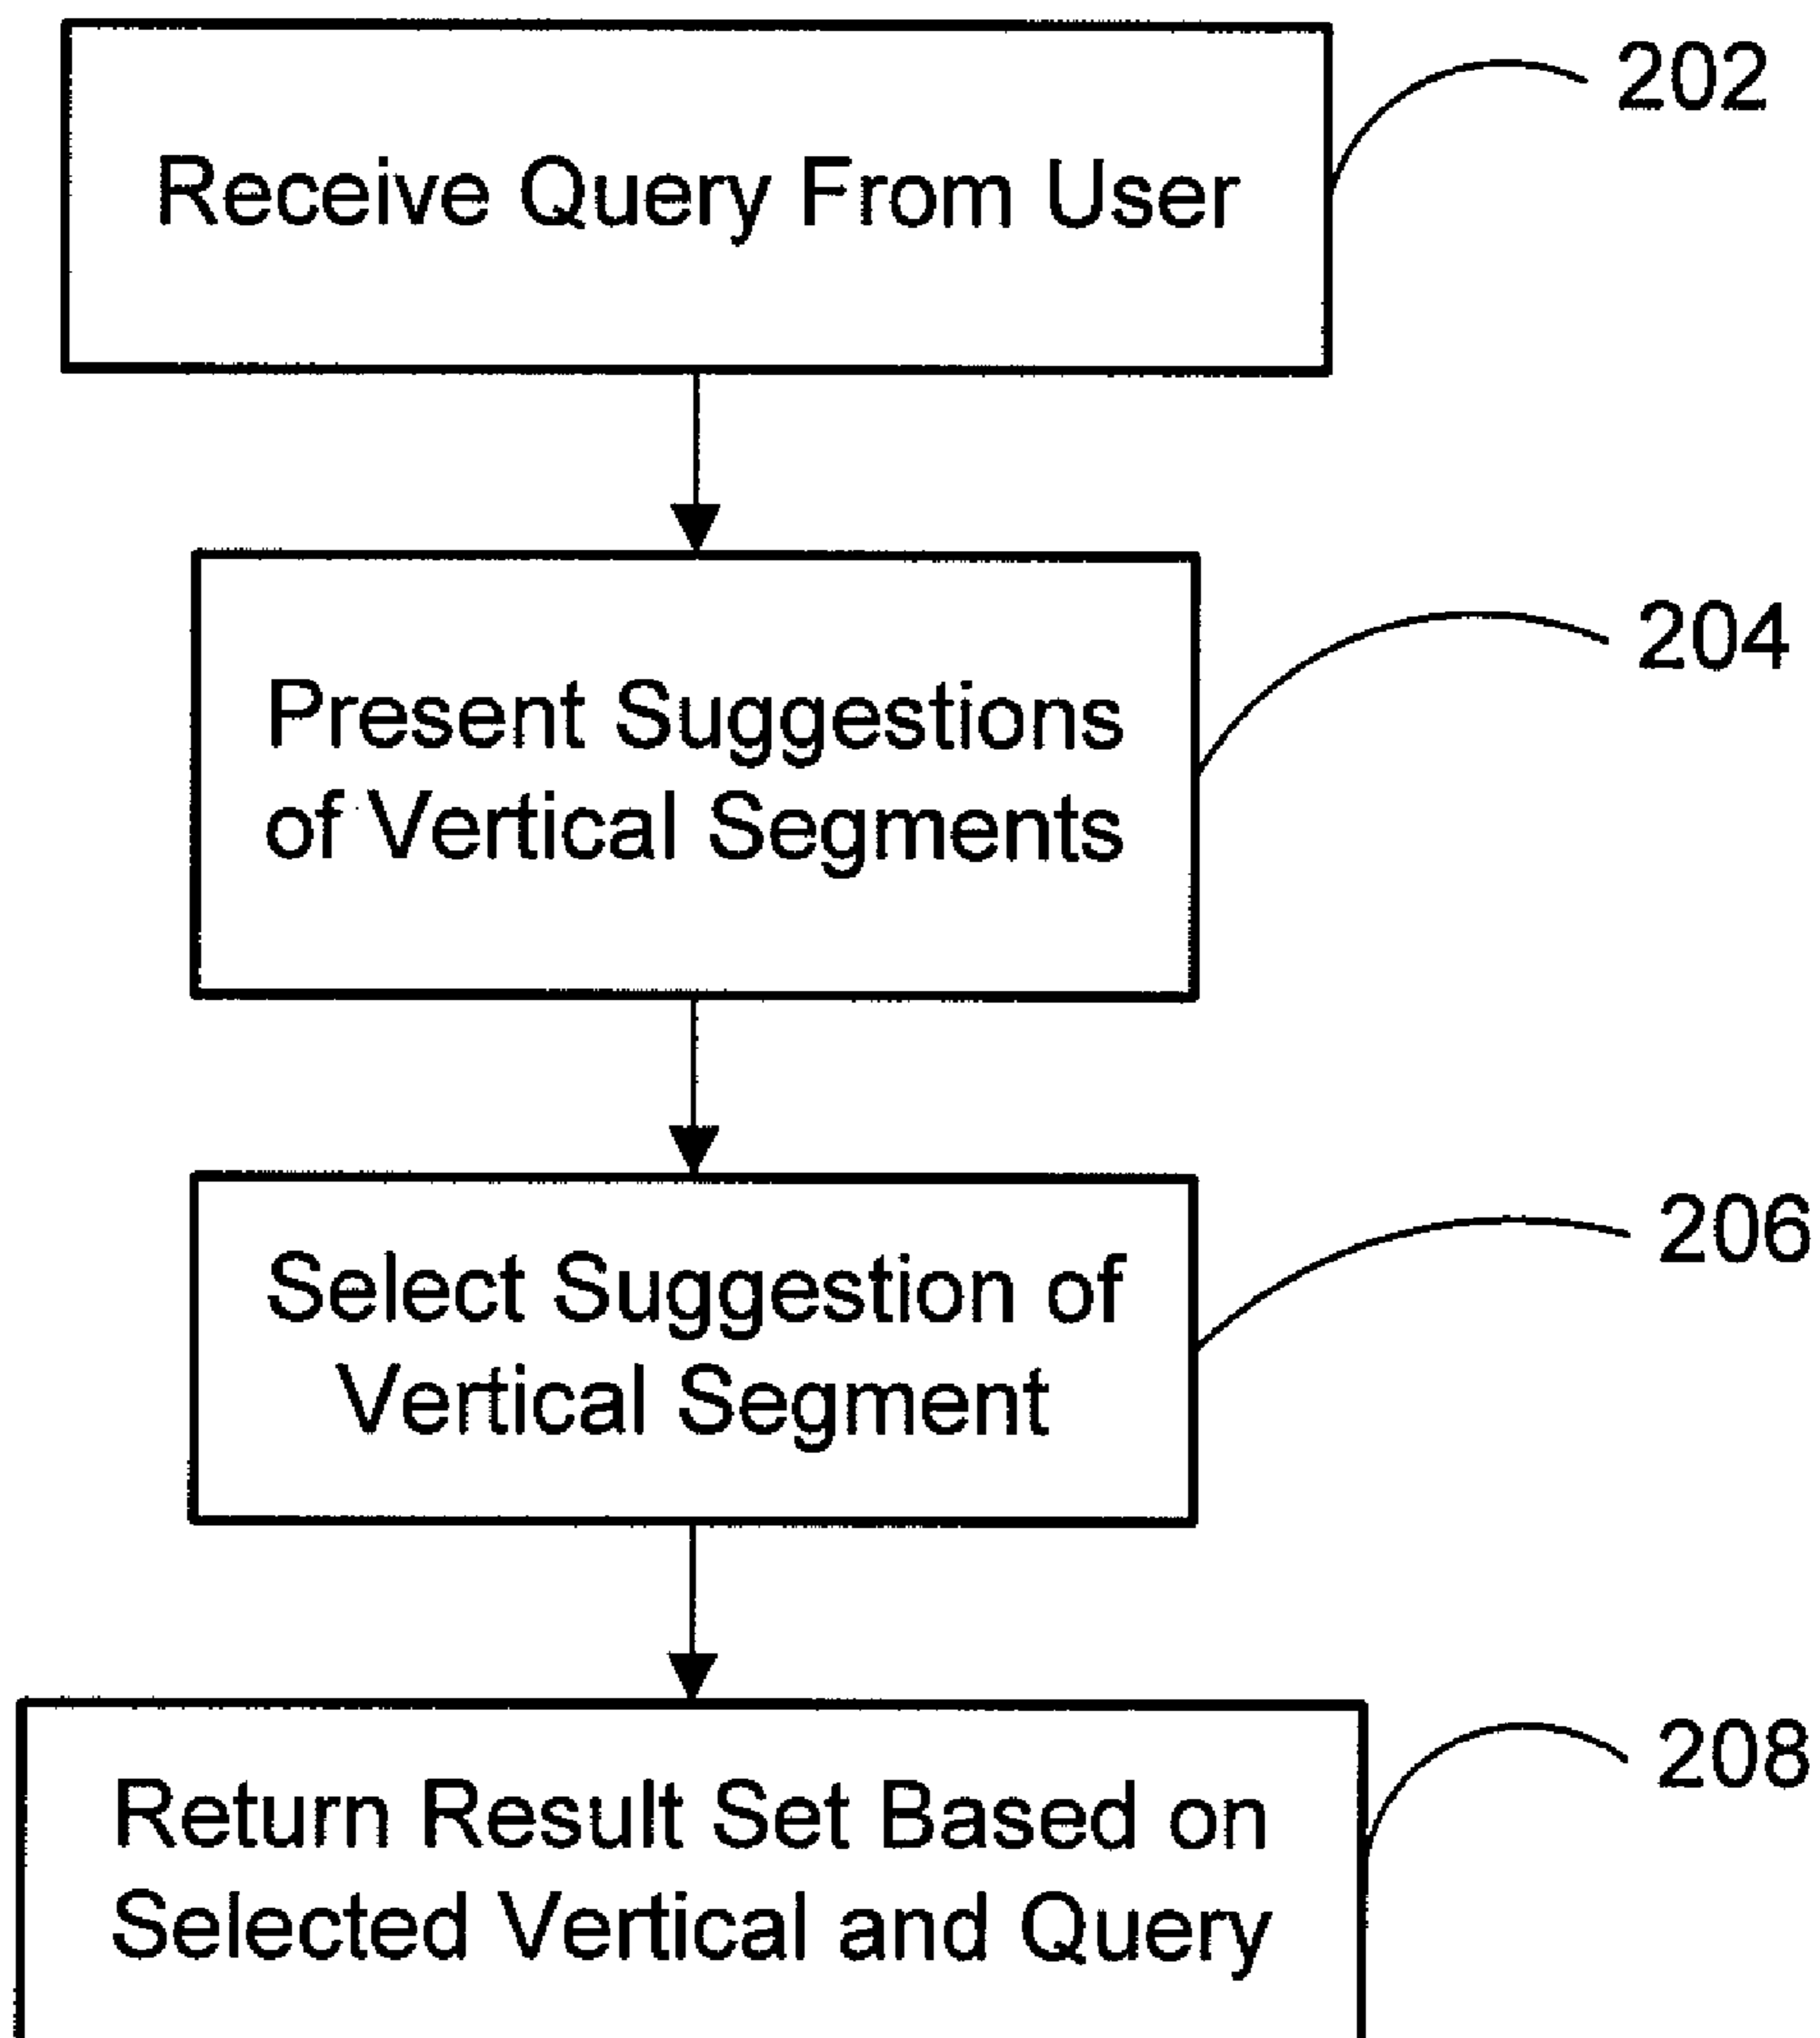 202
Receive Query From User
204
Present Suggestions
of Vertical Segments
206
Select Suggestion of
Vertical Segment
208
Return Result Set Based on
Selected Vertical and Query